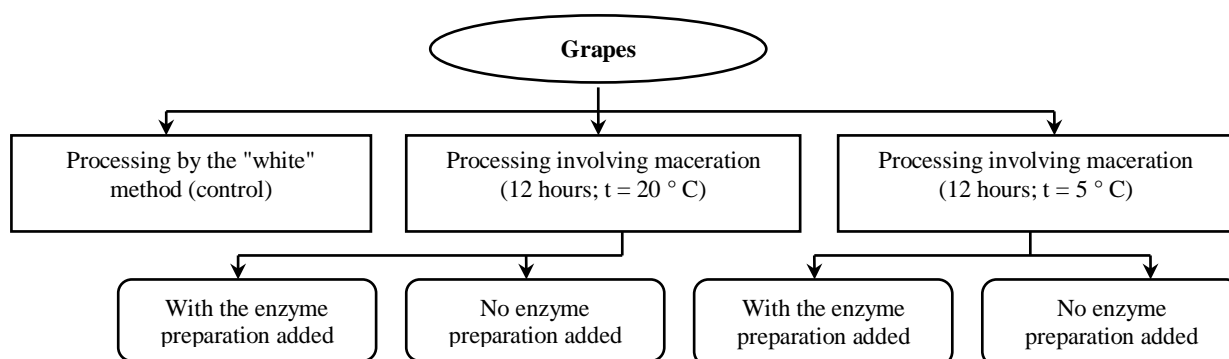 Grapes
Processing by the "white"
method (control)
Processing involving maceration
(12 hours; t = 20 ° C)
Processing involving maceration
(12 hours; t = 5 ° C)
With the enzyme
preparation added
No enzyme
preparation added
With the enzyme
preparation added
No enzyme
preparation added